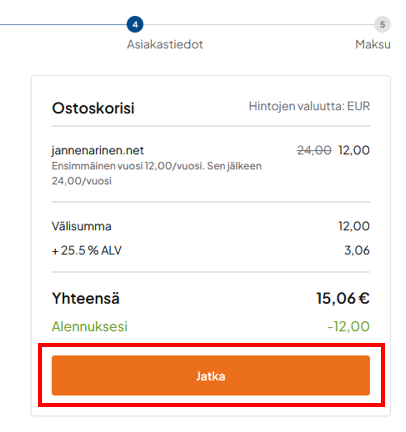 4
5
Asiakastiedot
Maksu
Ostoskorisi
Hintojen valuutta: EUR
jannenarinen.net
24,00 12,00
Ensimmäinen vuosi 12,00/vuosi. Sen jälkeen
24,00/vuosi
Välisumma
12,00
+ 25.5 % ALV
3,06
Yhteensä
15,06 €
Alennuksesi
-12,00
Jatka